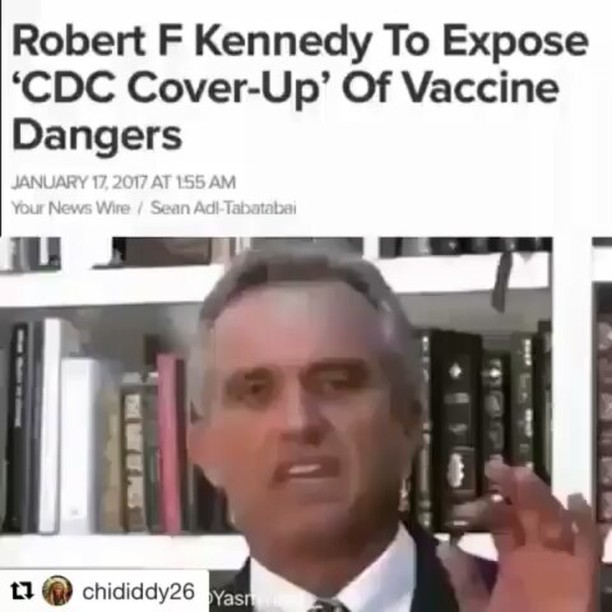 Robert F Kennedy To Expose
‘CDC Cover-Up’ Of Vaccine
Dangers
JANUARY 17, 2017 AT 1:55 AM
Your News Wire / Sean Adl-Tabatabai
chididdy26